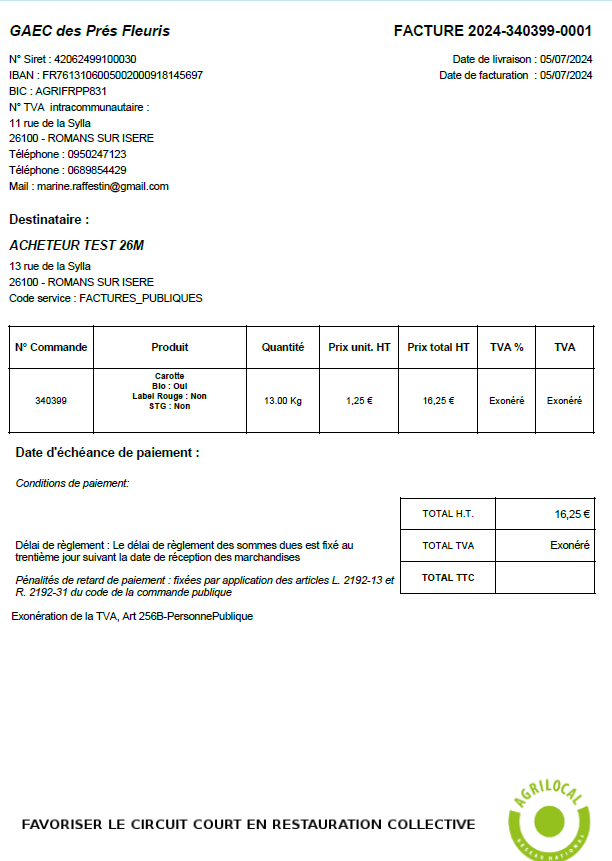 GAEC des Prés Fleuris
FACTURE 2024-340399-0001
N° Siret : 42062499100030
IBAN : FR7613106005002000918145697
BIC : AGRIFRPP831
N° TVA intracommunautaire :
11 rue de la Sylla
26100 - ROMANS SUR ISERE
Téléphone : 0950247123
Téléphone : 0689854429
Mail : marine.raffestin@gmail.com
Date de livraison : 05/07/2024
Date de facturation : 05/07/2024
Destinataire :
ACHETEUR TEST 26M
13 rue de la Sylla
26100 - ROMANS SUR ISERE
Code service : FACTURES_PUBLIQUES
N° Commande Produit Quantité Prix unit. HT Prix total HT TVA % TVA
Carotte
Bio : Oui
Label Rouge : Non
STG : Non
340399 13.00 Kg 1,25 € 16,25 € Exonéré Exonéré
Date d'échéance de paiement :
Conditions de paiement:
Délai de règlement : Le délai de règlement des sommes dues est fixé au
trentième jour suivant la date de réception des marchandises
Pénalités de retard de paiement : fixées par application des articles L. 2192-13 et
R. 2192-31 du code de la commande publique
TOTAL H.T. 16,25 €
TOTAL TVA Exonéré
TOTAL TTC
Exonération de la TVA, Art 256B-PersonnePublique
FAVORISER LE CIRCUIT COURT EN RESTAURATION COLLECTIVE
AGRILOCAL
RÉSEAU NATIONAL